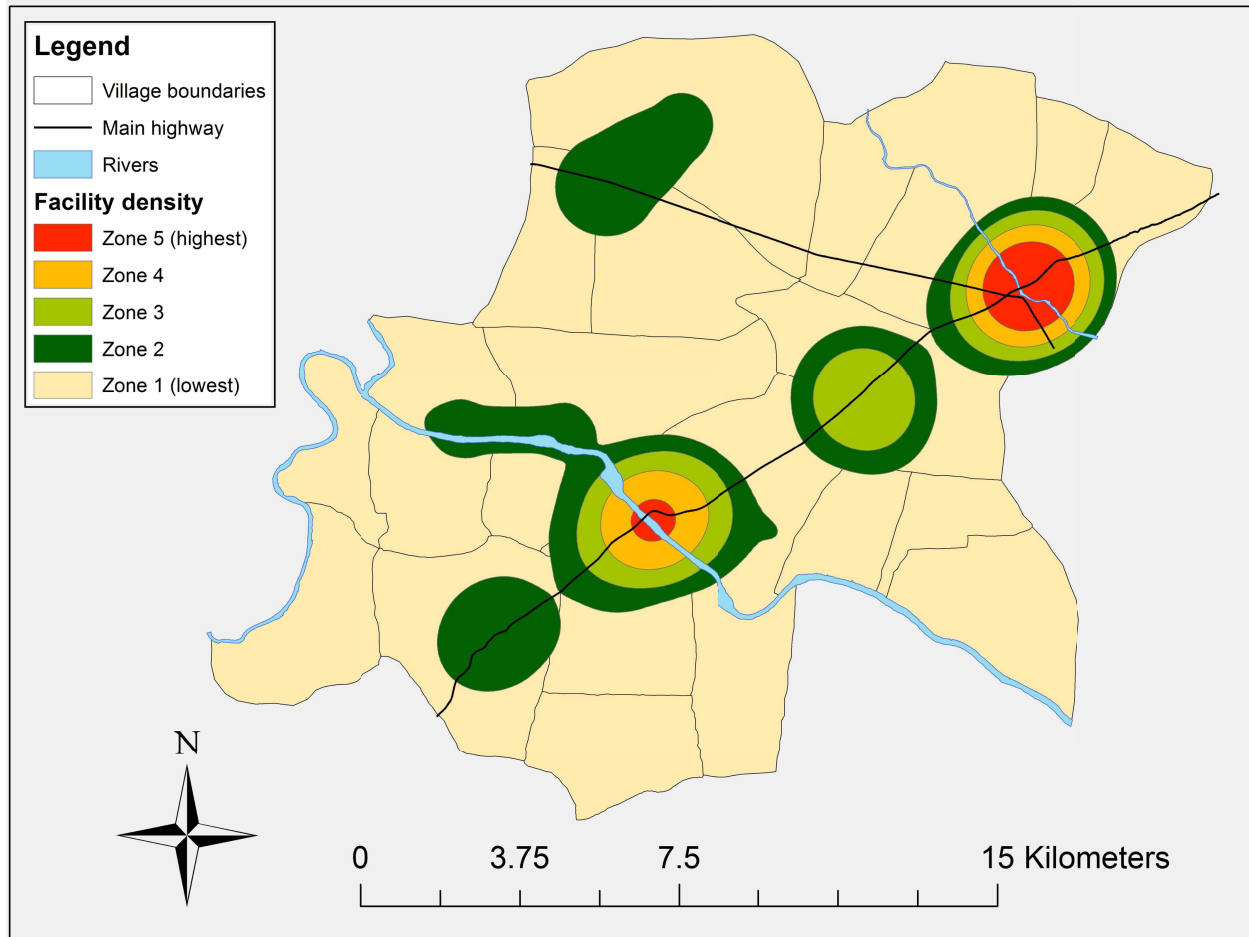 Legend
Village boundaries
Main highway
Rivers
Facility density
Zone 5 (highest)
Zone 4
Zone 3
Zone 2
Zone 1 (lowest)
N
0 3.75 7.5 15 Kilometers